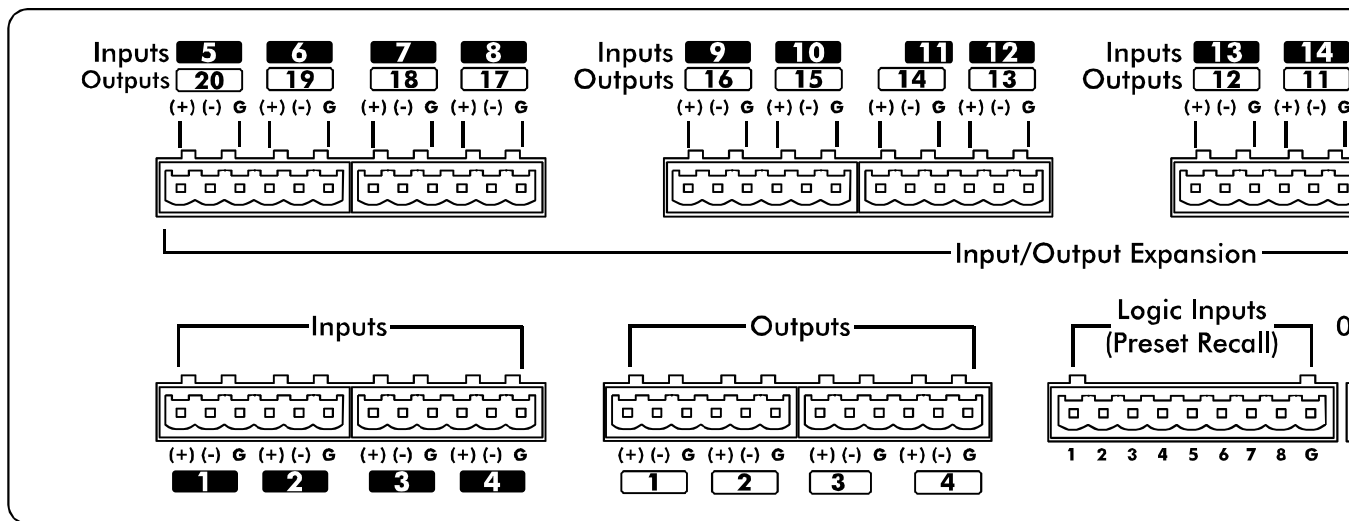 Inputs 5 6 7 8 Inputs 9 10 11 12 Inputs 13 14
Outputs 20 19 18 17 Outputs 16 15 14 13 Outputs 12 11
(+) (-) G (+) (-) G (+) (-) G (+) (-) G (+) (-) G (+) (-) G (+) (-) G (+) (-) G (+) (-) G (+) (-) G
Input/Output Expansion
Inputs
Outputs
Logic Inputs
(Preset Recall)
0
(+) (-) G (+) (-) G (+) (-) G (+) (-) G
1 2 3 4
(+) (-) G (+) (-) G (+) (-) G (+) (-) G
1 2 3 4
1 2 3 4 5 6 7 8 G